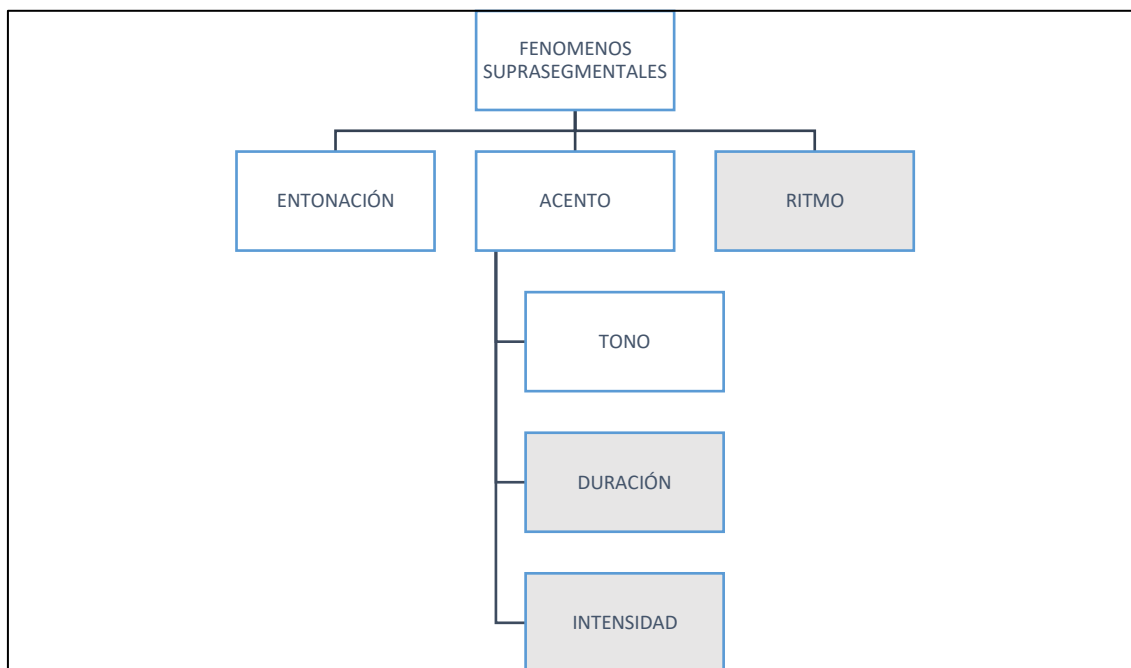 FENOMENOS
SUPRASEGMENTALES
ENTONACIÓN
ACENTO
RITMO
TONO
DURACIÓN
INTENSIDAD